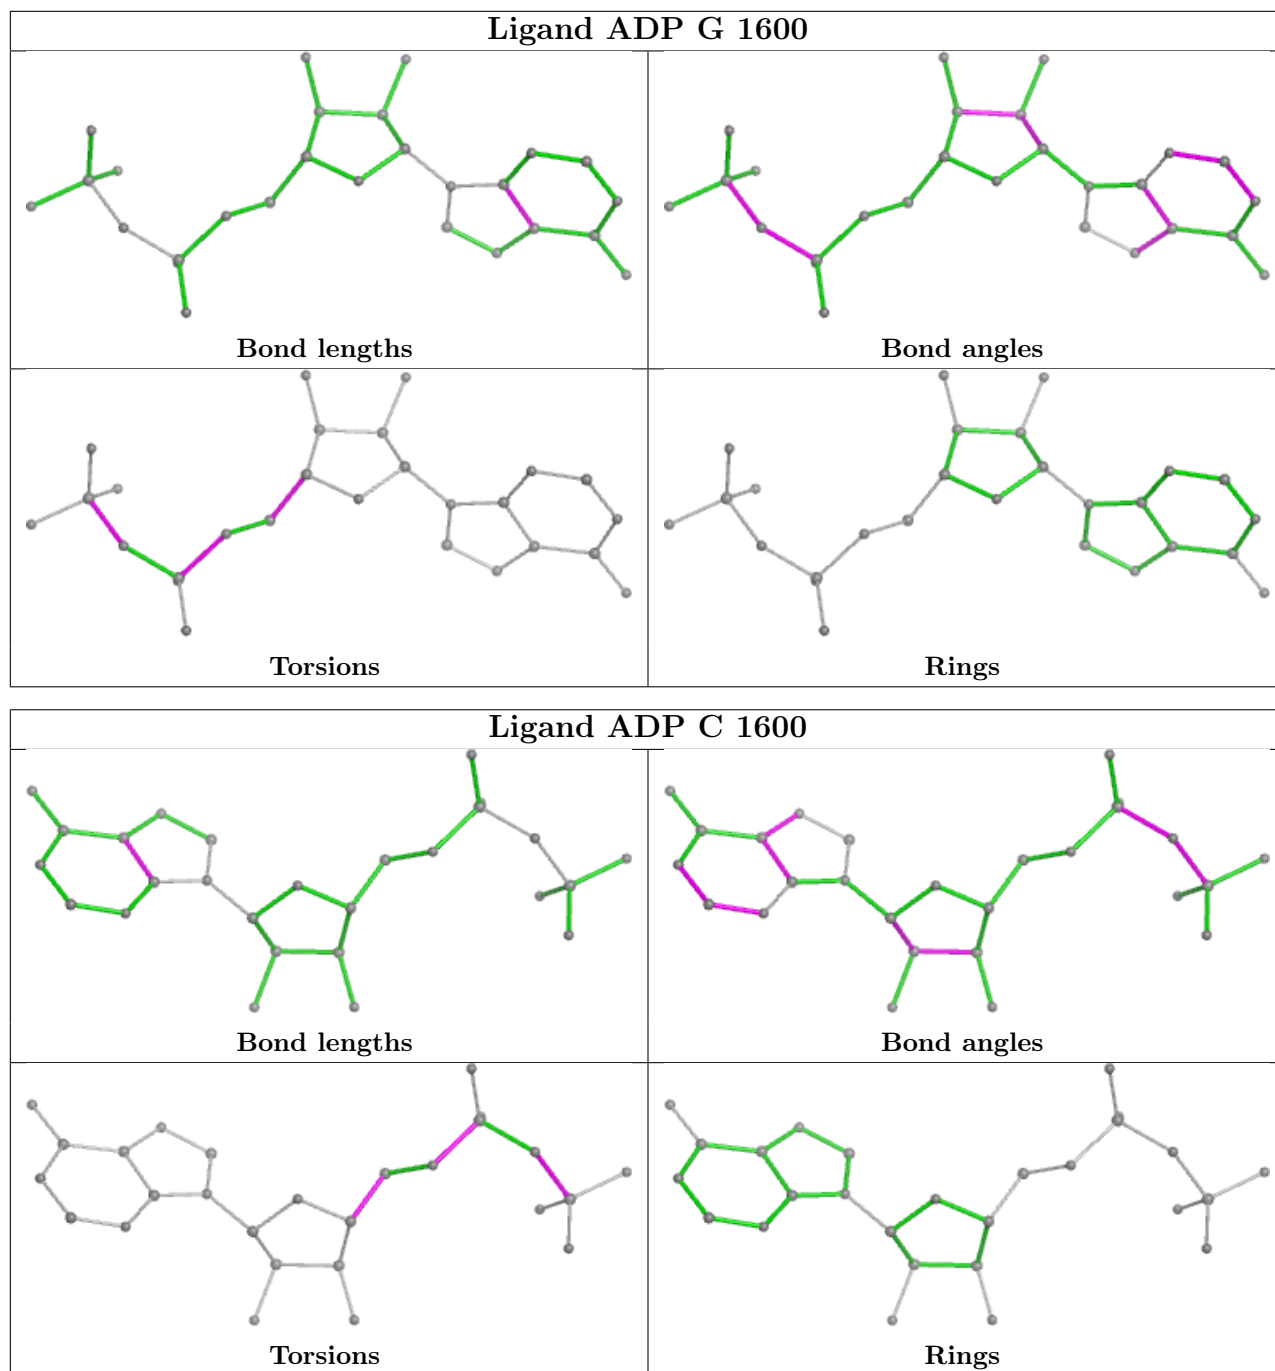 Ligand ADP G 1600
Bond lengths
Bond angles
Torsions
Rings
Ligand ADP C 1600
Bond lengths
Bond angles
Torsions
Rings